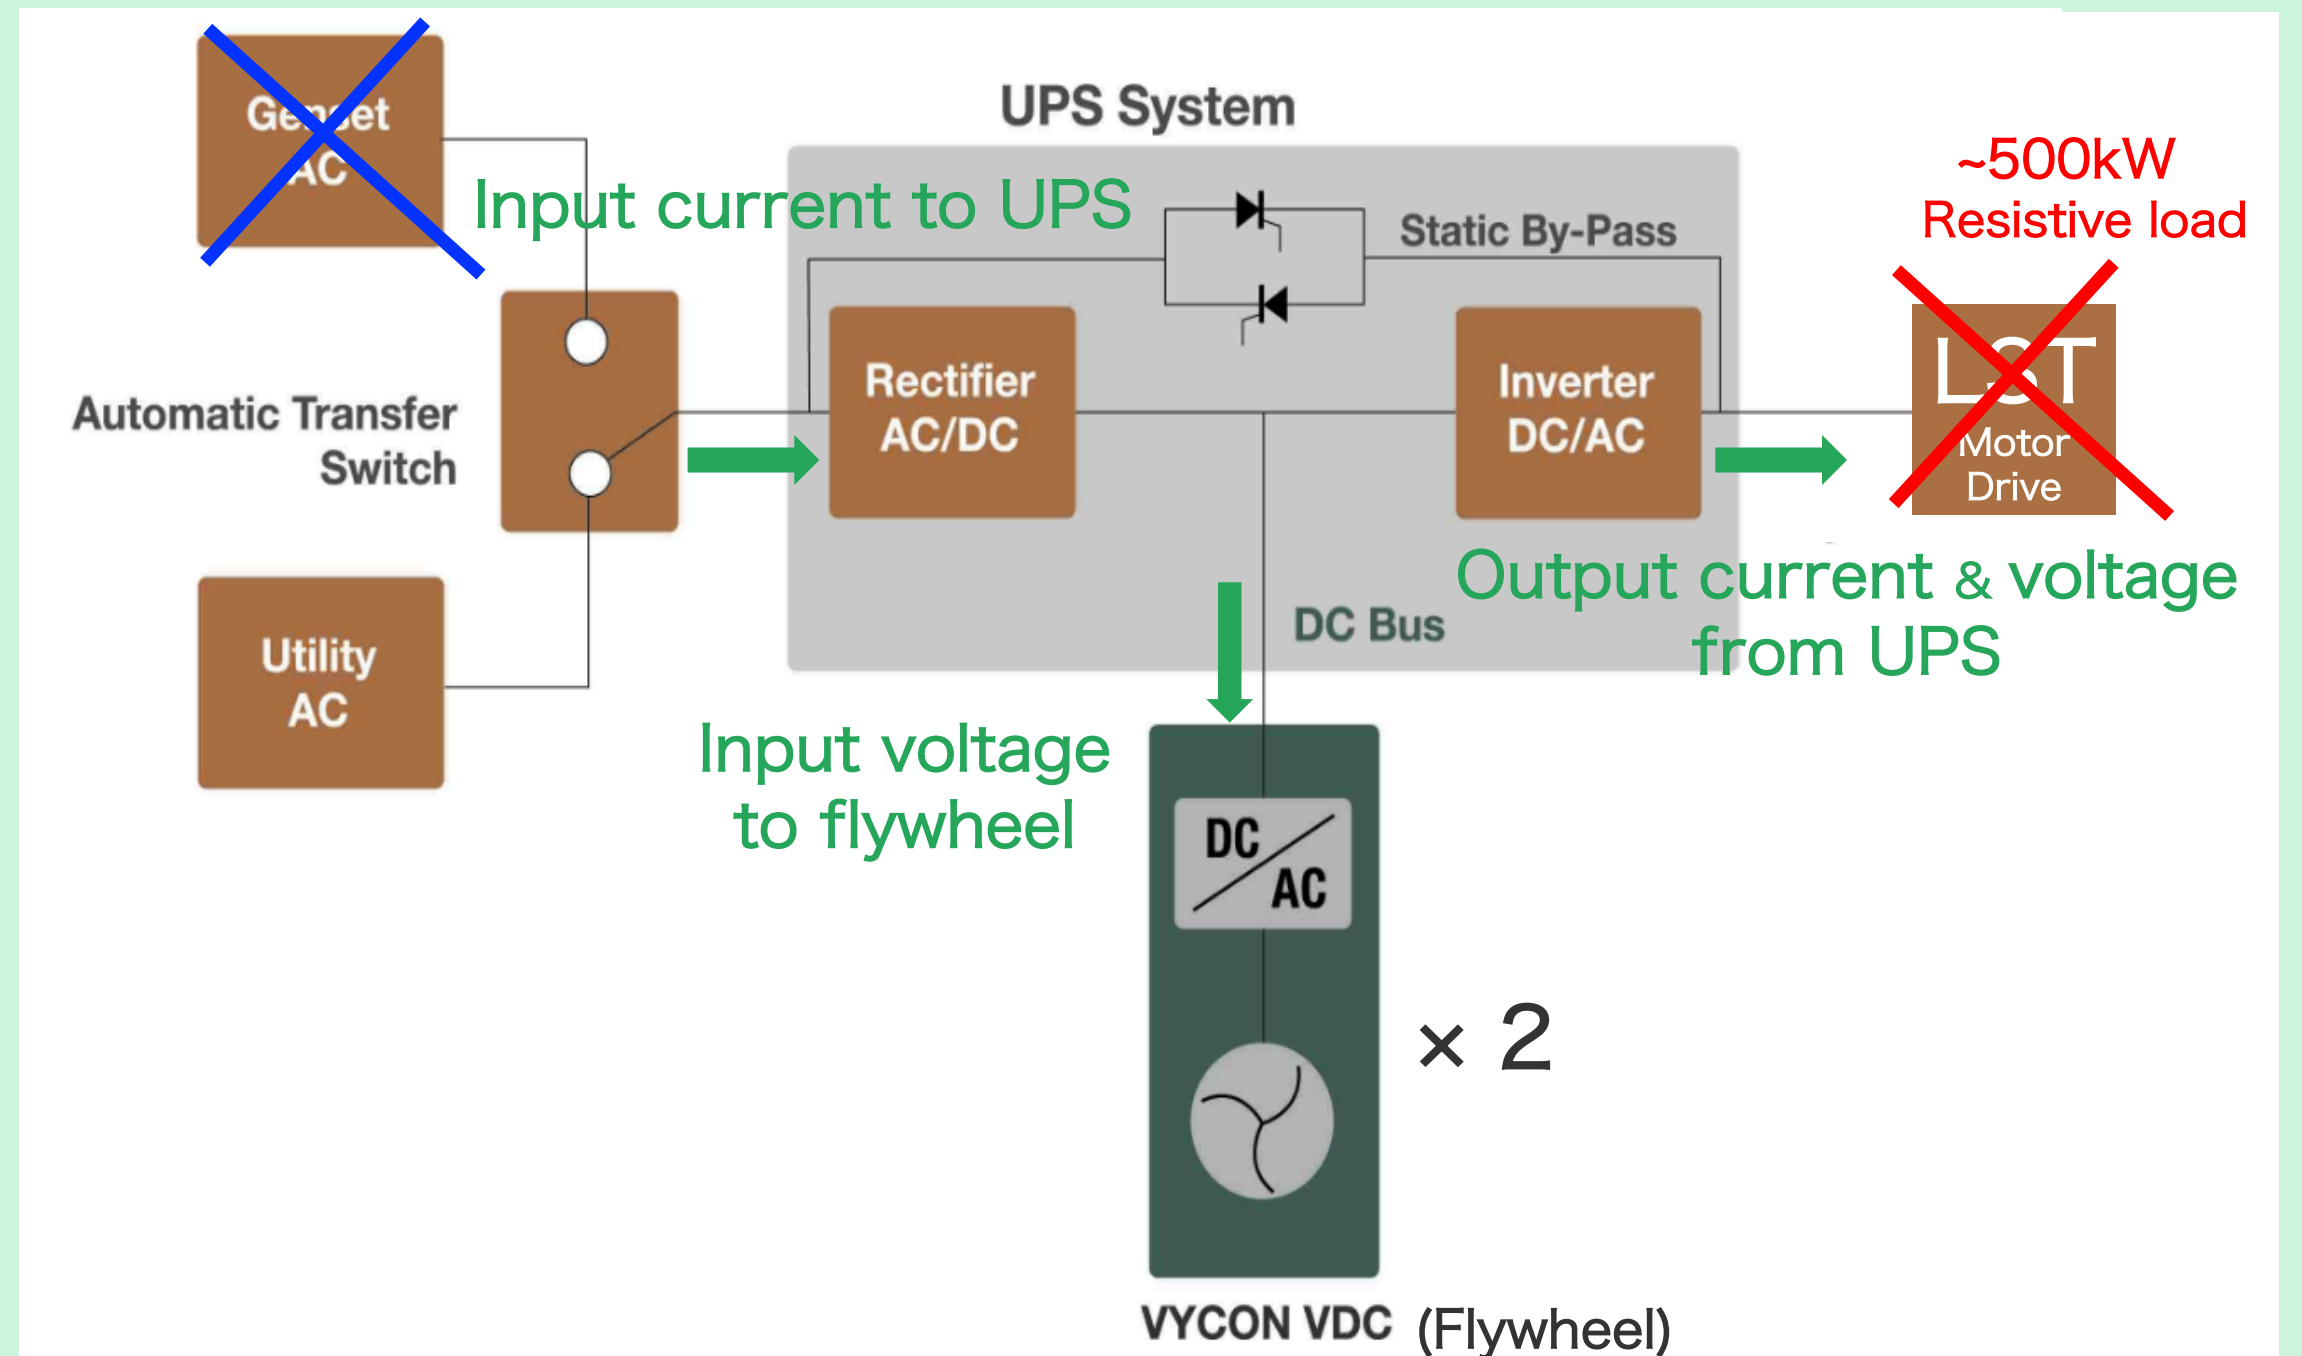 Genset
AC
UPS System
~500kW
Resistive load
Input current to UPS
Static By-Pass
Rectifier
AC/DC
Inverter
DC/AC
LST
Motor
Drive
Automatic Transfer
Switch
Output current & voltage
from UPS
DC Bus
Utility
AC
Input voltage
to flywheel
DC
AC
× 2
VYCON VDC (Flywheel)